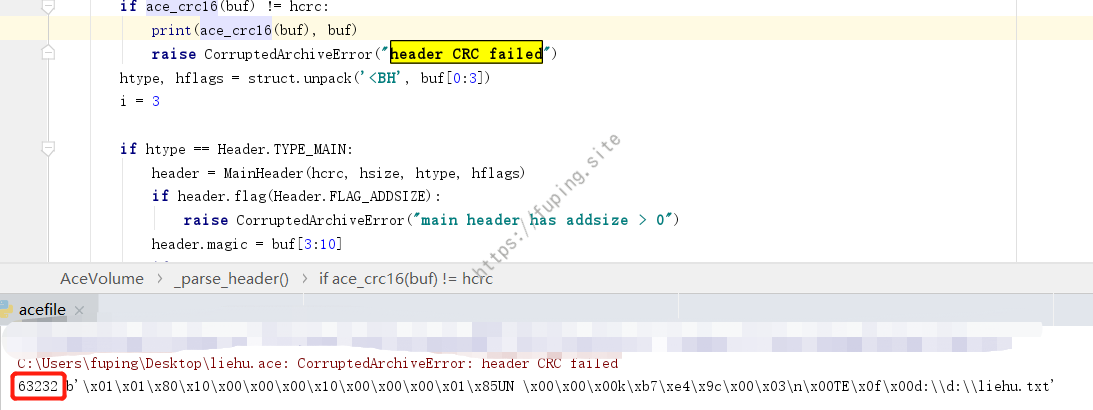 if ace_crc16(buf) != hcrc:
print(ace_crc16(buf), buf)
raise CorruptedArchiveError("header CRC failed")
htype, hflags = struct.unpack('<BH', buf[0:3])
i = 3
if htype == Header.TYPE_MAIN:
header = MainHeader(hcrc, hsize, htype, hflags)
if header.flag(Header.FLAG_ADDSIZE):
raise CorruptedArchiveError("main header has addsize > 0")
header.magic = buf[3:10]
https://fuping.site
AceVolume > _parse_header() > if ace_crc16(buf) != hcrc
acefile ×
C:\Users\fuping\Desktop\liehu.ace: CorruptedArchiveError: header CRC failed
63232 b'\x01\x01\x80\x10\x00\x00\x00\x10\x00\x00\x00\x01\x85UN \x00\x00\x00k\xb7\xe4\x9c\x00\x03\n\x00TE\x0f\x00d:\\d:\\liehu.txt'